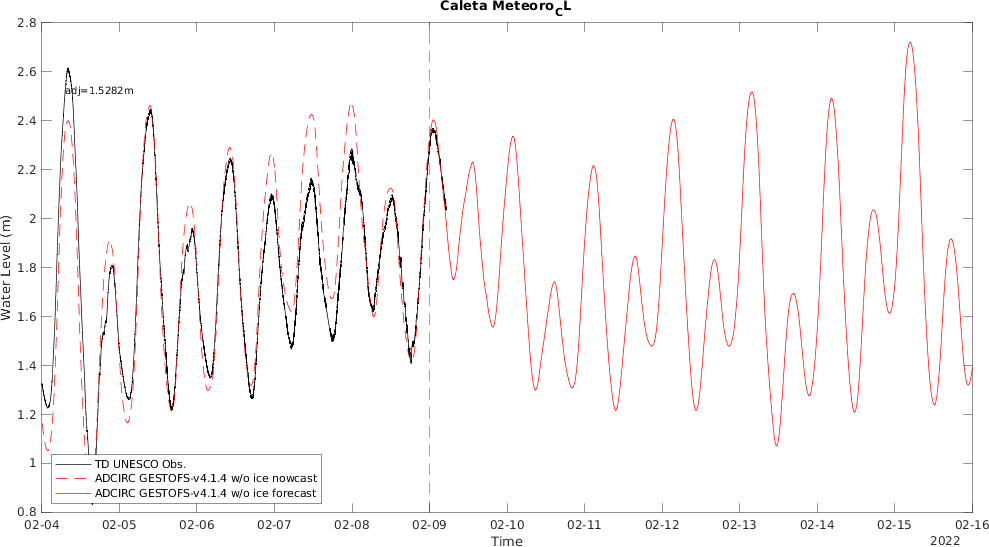 Caleta Meteoro_CL
2.8
2.6
2.4
2.2
2
1.8
1.6
1.4
1.2
1
0.8
Water Level (m)
adj=1.5282m
TD UNESCO Obs.
ADCIRC GESTOFS-v4.1.4 w/o ice nowcast
ADCIRC GESTOFS-v4.1.4 w/o ice forecast
02-04 02-05 02-06 02-07 02-08 02-09 02-10 02-11 02-12 02-13 02-14 02-15 02-16
Time
2022